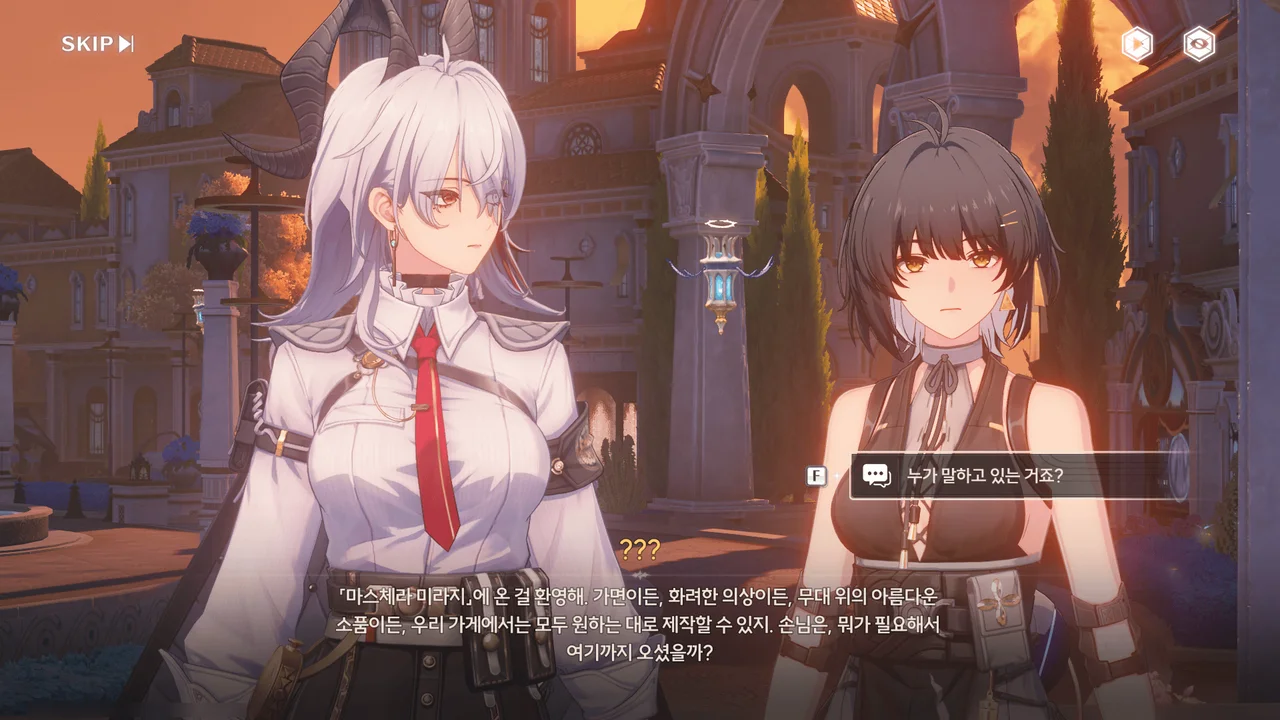 SKIP
F
누가 말하고 있는 거죠?
???
「마스체라 미라지」에 온 걸 환영해. 가면이든, 화려한 의상이든, 무대 위의 아름다운
소품이든, 우리 가게에서는 모두 원하는 대로 제작할 수 있지. 손님은, 뭐가 필요해서
여기까지 오셨을까?